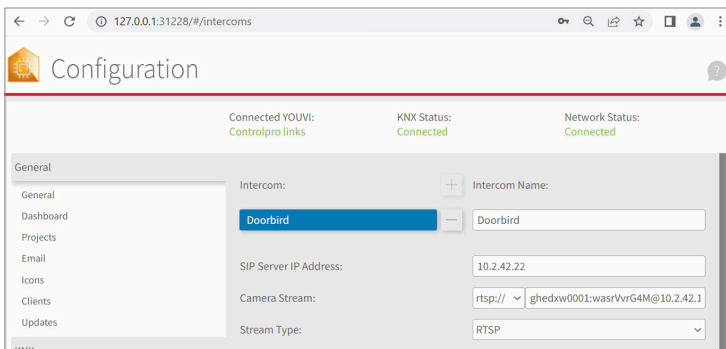 127.0.0.1:31228/#/intercoms
Configuration
?
Connected YOUVI:
Controlpro links
KNX Status:
Connected
Network Status:
Connected
General
General
Dashboard
Projects
Email
Icons
Clients
Updates
Intercom:
+
Intercom Name:
Doorbird
—
Doorbird
SIP Server IP Address:
10.2.42.22
Camera Stream:
rtsp://
ghedxw0001:wasrVvrG4M@10.2.42.1
Stream Type:
RTSP